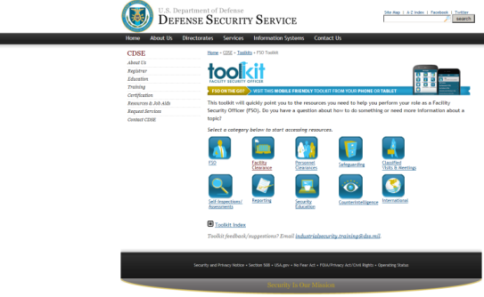 U.S. Department of Defense
DEFENSE SECURITY SERVICE
Site Map | A-Z Index | Facebook | Twitter
search
Home About Us Directorates Services Information Systems Contact Us
CDSE
About Us
Registrar
Education
Training
Certification
Resources & Job Aids
Request Services
Contact CDSE
Home » CDSE » Toolkits » FSO Toolkit
toolkit
FACILITY SECURITY OFFICER
FSO ON THE GO? VISIT THIS MOBILE FRIENDLY TOOLKIT FROM YOUR PHONE OR TABLET
This toolkit will quickly point you to the resources you need to help you perform your role as a Facility
Security Officer (FSO). Do you have a question about how to do something or need more information about a
topic?
Select a category below to start accessing resources.
FSO
Facility
Clearance
Personnel
Clearances
Safeguarding
Classified
Visits & Meetings
Self Inspections/
Assessments
Reporting
Security
Education
Counterintelligence
International
Toolkit Index
Toolkit feedback/suggestions? Email industrialsecurity.training@dss.mil
Security and Privacy Notice • Section 508 • USA.gov • No Fear Act • FOIA/Privacy Act/Civil Rights • Operating Status
Security Is Our Mission